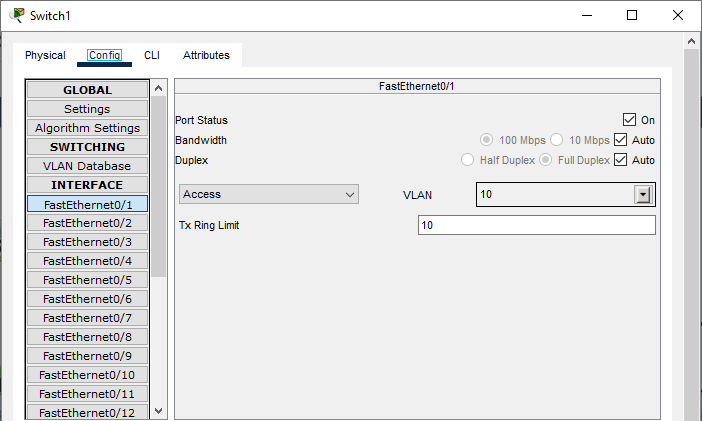 Switch1
Physical Config CLI Attributes
GLOBAL
Settings
Algorithm Settings
SWITCHING
VLAN Database
INTERFACE
FastEthernet0/1
FastEthernet0/2
FastEthernet0/3
FastEthernet0/4
FastEthernet0/5
FastEthernet0/6
FastEthernet0/7
FastEthernet0/8
FastEthernet0/9
FastEthernet0/10
FastEthernet0/11
FastEthernet0/12
FastEthernet0/1
Port Status On
Bandwidth 100 Mbps 10 Mbps Auto
Duplex Half Duplex Full Duplex Auto
Access VLAN 10
Tx Ring Limit 10